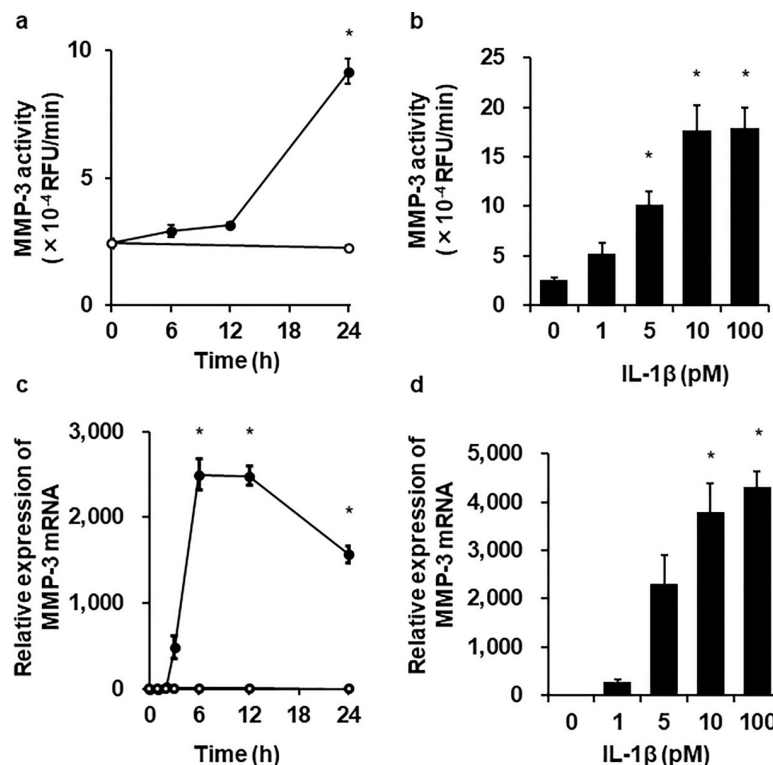 a
MMP-3 activity
(×10⁻⁴ RFU/min)
*
10
5
0
0 6 12 18 24
Time (h)
b
MMP-3 activity
(×10⁻⁴ RFU/min)
25
20
15
10
5
0
* * *
0 1 5 10 100
IL-1β (pM)
c
Relative expression of
MMP-3 mRNA
3,000
2,000
1,000
0
* * *
0 6 12 18 24
Time (h)
d
Relative expression of
MMP-3 mRNA
5,000
4,000
3,000
2,000
1,000
0
* *
0 1 5 10 100
IL-1β (pM)